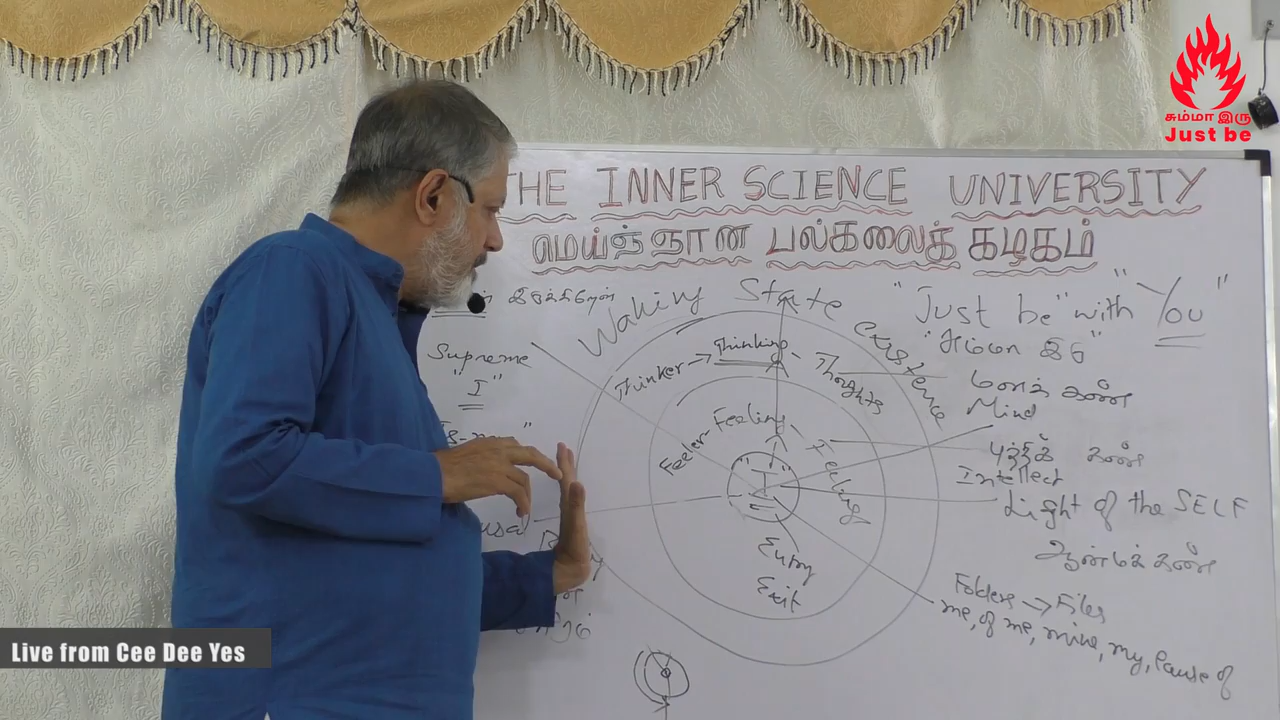 சும்மா இரு
Just be
THE INNER SCIENCE UNIVERSITY
மெய்ஞ்ஞான பல்கலைக் கழகம்
"Just be" with "You"
"சும்மா இரு"
Waking State existence
Supreme
"I"
Thinker → Thinking - Thoughts
மனக் கண்
Mind
Feeler - Feeling - Feeling
புத்திக் கண்
Intellect
I
Light of the SELF
ஆன்மக் கண்
Entry
Exit
Folders → Files
me, of me, mine, my, cause of
Live from Cee Dee Yes